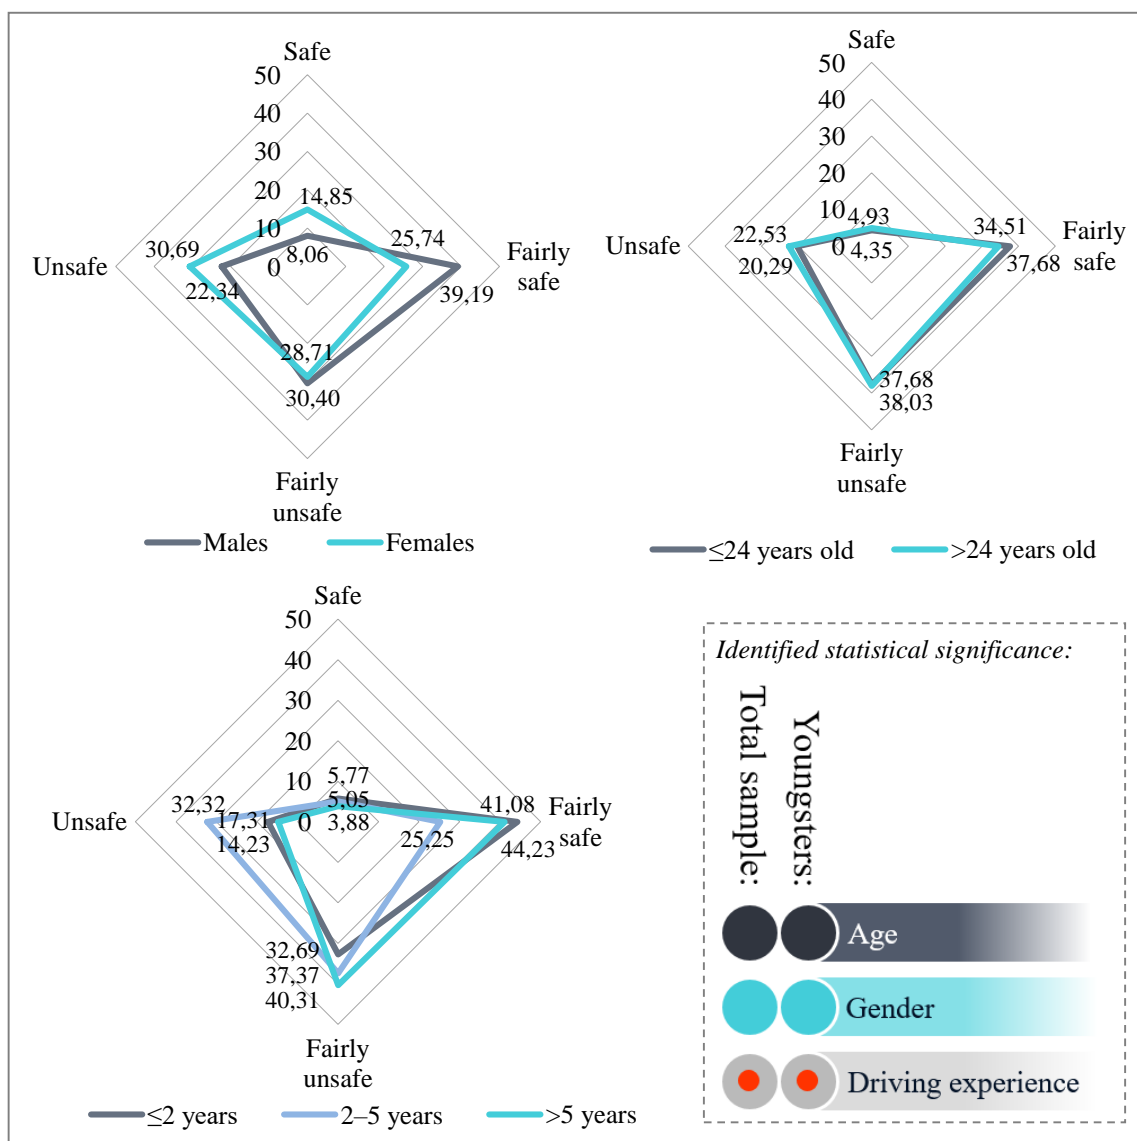 Safe
50
40
30
20
10
0
14,85
8,06
30,69
22,34
25,74
39,19
28,71
30,40
Unsafe
Fairly
safe
Fairly
unsafe
Males
Females
Safe
50
40
30
20
10
0
4,93
4,35
22,53
20,29
34,51
37,68
37,68
38,03
Unsafe
Fairly
safe
Fairly
unsafe
≤24 years old
>24 years old
Safe
50
40
30
20
10
0
5,77
5,05
3,88
32,32
17,31
14,23
41,08
25,25
44,23
32,69
37,37
40,31
Unsafe
Fairly
safe
Fairly
unsafe
≤2 years
2–5 years
>5 years
Identified statistical significance:
Total sample:
Youngsters:
Age
Gender
Driving experience